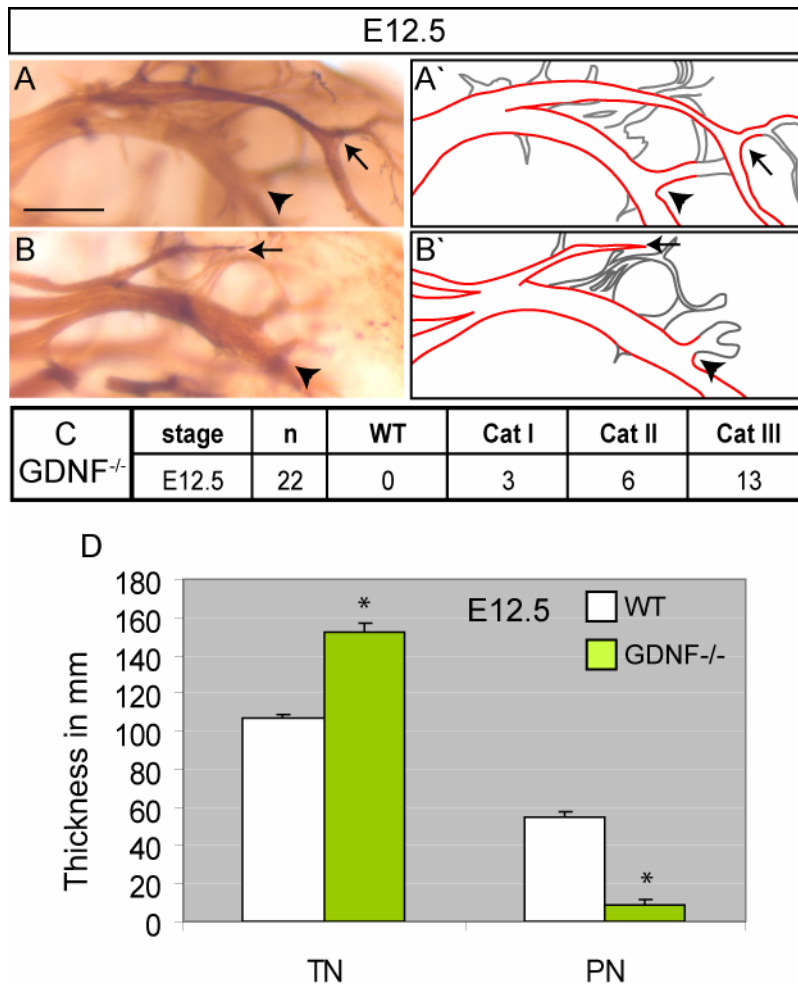 E12.5
A
A`
B
B`
C
GDNF-/-
stage n WT Cat I Cat II Cat III
E12.5 22 0 3 6 13
D
180
160
140
120
100
80
60
40
20
0
Thickness in mm
E12.5
WT
GDNF-/-
*
*
TN PN